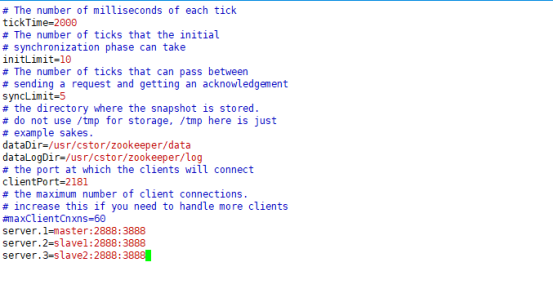 # The number of milliseconds of each tick
tickTime=2000
# The number of ticks that the initial
# synchronization phase can take
initLimit=10
# The number of ticks that can pass between
# sending a request and getting an acknowledgement
syncLimit=5
# the directory where the snapshot is stored.
# do not use /tmp for storage, /tmp here is just
# example sakes.
dataDir=/usr/cstor/zookeeper/data
dataLogDir=/usr/cstor/zookeeper/log
# the port at which the clients will connect
clientPort=2181
# the maximum number of client connections.
# increase this if you need to handle more clients
#maxClientCnxns=60
server.1=master:2888:3888
server.2=slave1:2888:3888
server.3=slave2:2888:3888